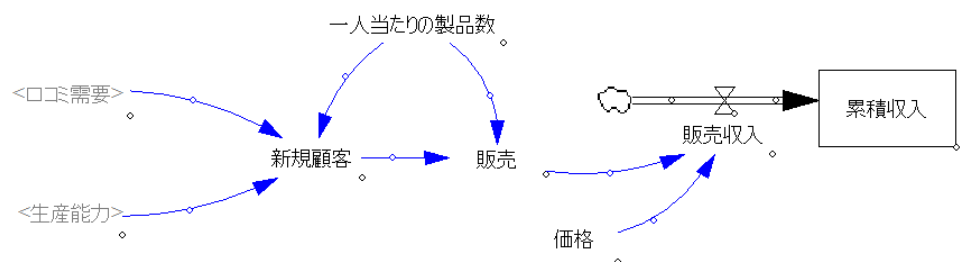 一人当たりの製品数
<口コミ需要>
累積収入
販売収入
新規顧客
販売
<生産能力>
価格